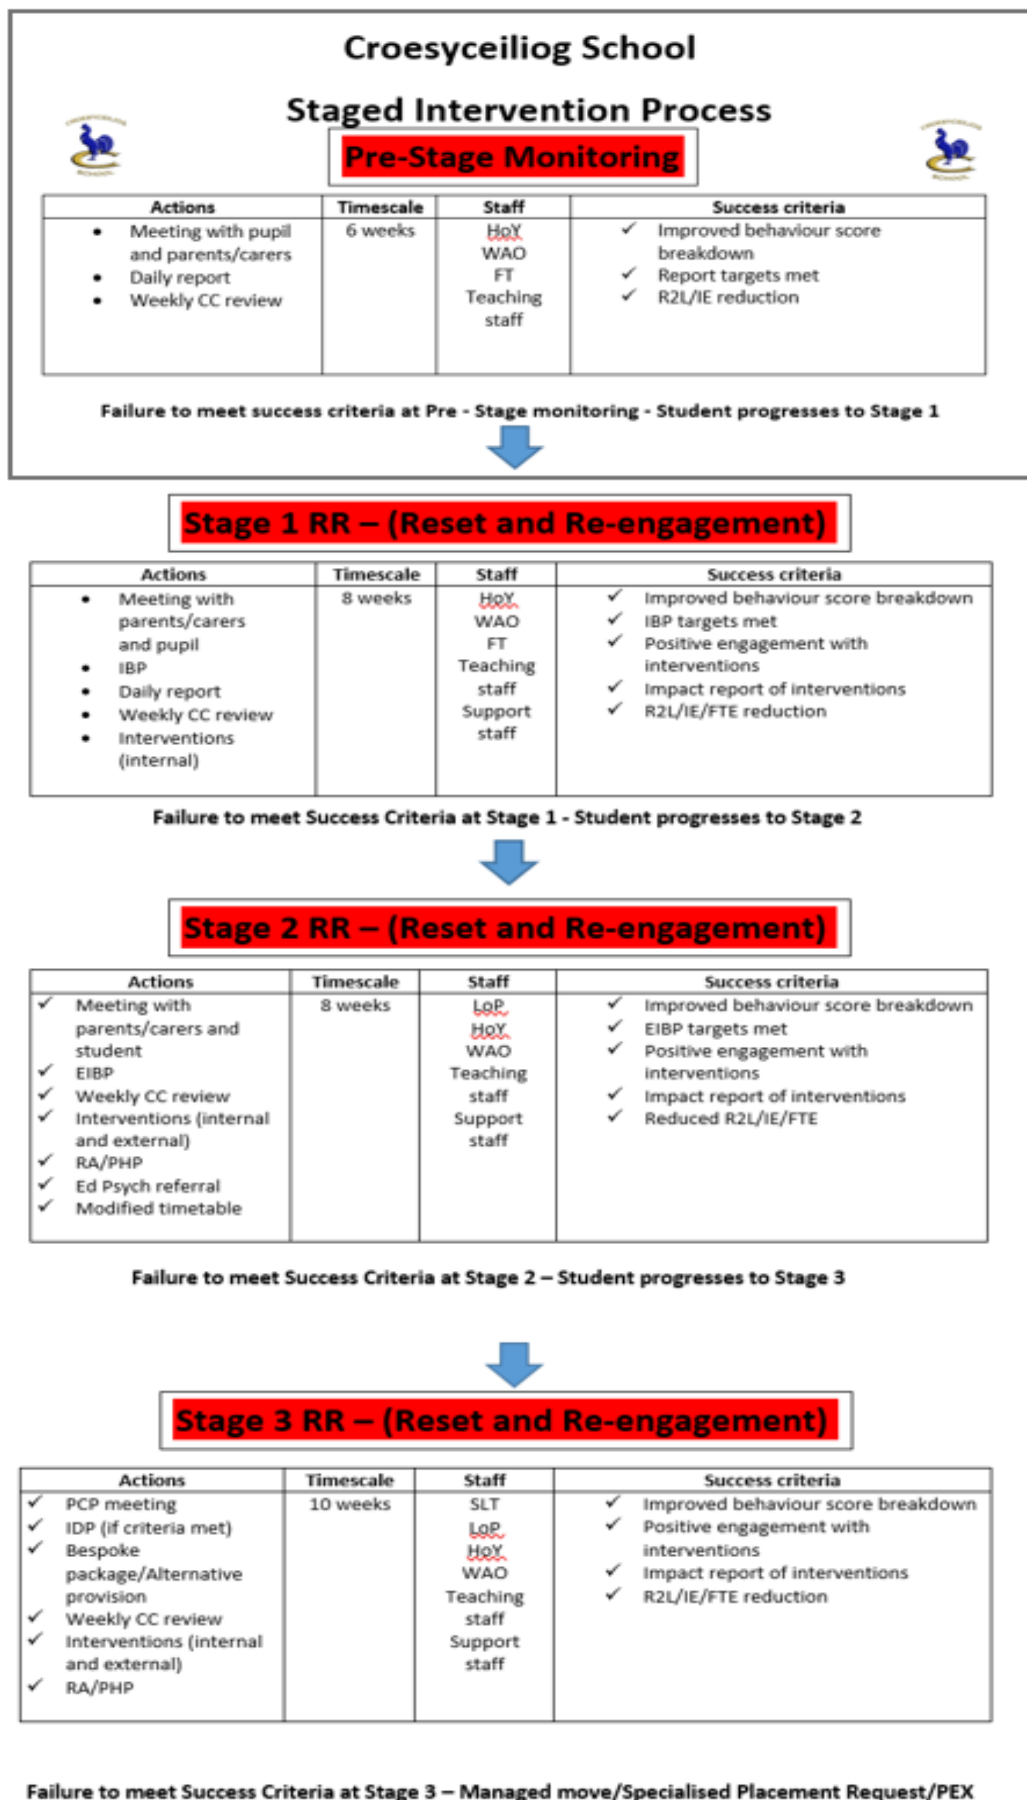 Croesyceiliog School
Staged Intervention Process
CROESYCEILIOG
SCHOOL
CROESYCEILIOG
SCHOOL
Pre-Stage Monitoring
Actions Timescale Staff Success criteria
• Meeting with pupil 6 weeks HoY ✓ Improved behaviour score
and parents/carers WAO breakdown
• Daily report FT ✓ Report targets met
• Weekly CC review Teaching ✓ R2L/IE reduction
staff
Failure to meet success criteria at Pre - Stage monitoring - Student progresses to Stage 1
Stage 1 RR – (Reset and Re-engagement)
Actions Timescale Staff Success criteria
• Meeting with 8 weeks HoY ✓ Improved behaviour score breakdown
parents/carers WAO ✓ IBP targets met
and pupil FT ✓ Positive engagement with
• IBP Teaching interventions
• Daily report staff ✓ Impact report of interventions
• Weekly CC review Support ✓ R2L/IE/FTE reduction
• Interventions staff
(internal)
Failure to meet Success Criteria at Stage 1 - Student progresses to Stage 2
Stage 2 RR – (Reset and Re-engagement)
Actions Timescale Staff Success criteria
✓ Meeting with 8 weeks LoP ✓ Improved behaviour score breakdown
parents/carers and HoY ✓ EIBP targets met
student WAO ✓ Positive engagement with
✓ EIBP Teaching interventions
✓ Weekly CC review staff ✓ Impact report of interventions
✓ Interventions (internal Support ✓ Reduced R2L/IE/FTE
and external) staff
✓ RA/PHP
✓ Ed Psych referral
✓ Modified timetable
Failure to meet Success Criteria at Stage 2 – Student progresses to Stage 3
Stage 3 RR – (Reset and Re-engagement)
Actions Timescale Staff Success criteria
✓ PCP meeting 10 weeks SLT ✓ Improved behaviour score breakdown
✓ IDP (if criteria met) LoP ✓ Positive engagement with
✓ Bespoke HoY interventions
package/Alternative WAO ✓ Impact report of interventions
provision Teaching ✓ R2L/IE/FTE reduction
✓ Weekly CC review staff
✓ Interventions (internal Support
and external) staff
✓ RA/PHP
Failure to meet Success Criteria at Stage 3 – Managed move/Specialised Placement Request/PEX